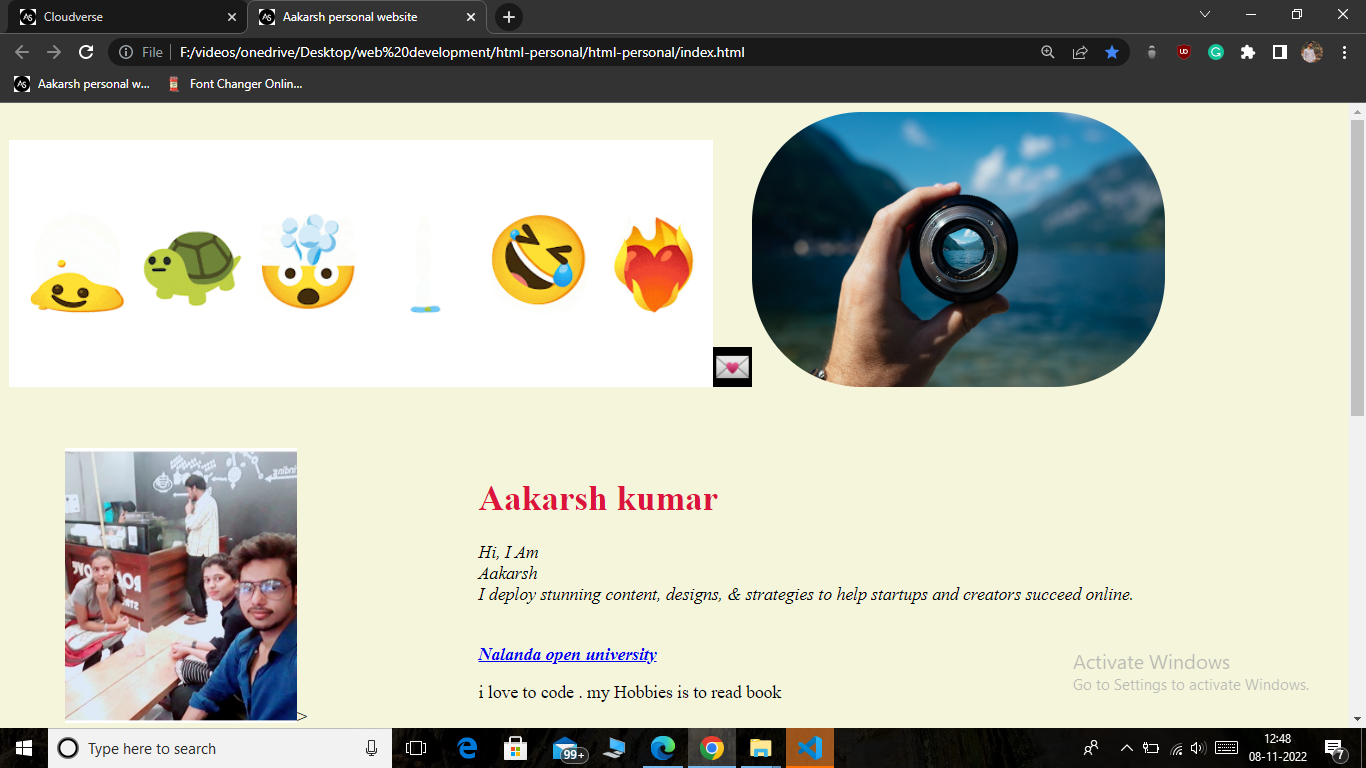 Cloudverse
Aakarsh personal website
File
F:/videos/onedrive/Desktop/web%20development/html-personal/html-personal/index.html
Aakarsh personal w...
Font Changer Onlin...
Aakarsh kumar
Hi, I Am
Aakarsh
I deploy stunning content, designs, & strategies to help startups and creators succeed online.
Nalanda open university
i love to code . my Hobbies is to read book
>
Activate Windows
Go to Settings to activate Windows.
Type here to search
99+
12:48
08-11-2022
7